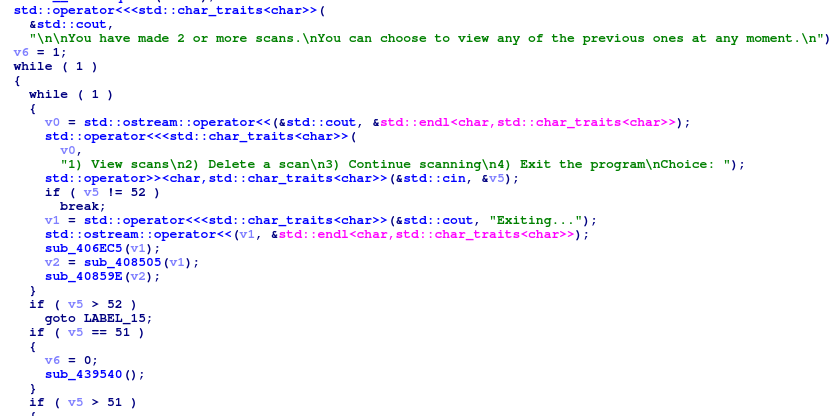 std::operator<<<std::char_traits<char>>(
&std::cout,
"\n\nYou have made 2 or more scans.\nYou can choose to view any of the previous ones at any moment.\n")
v6 = 1;
while ( 1 )
{
while ( 1 )
{
v0 = std::ostream::operator<<(&std::cout, &std::endl<char,std::char_traits<char>>);
std::operator<<<std::char_traits<char>>(
v0,
"1) View scans\n2) Delete a scan\n3) Continue scanning\n4) Exit the program\nChoice: ");
std::operator>><char,std::char_traits<char>>(&std::cin, &v5);
if ( v5 != 52 )
break;
v1 = std::operator<<<std::char_traits<char>>(&std::cout, "Exiting...");
std::ostream::operator<<(v1, &std::endl<char,std::char_traits<char>>);
sub_406EC5(v1);
v2 = sub_408505(v1);
sub_40859E(v2);
}
if ( v5 > 52 )
goto LABEL_15;
if ( v5 == 51 )
{
v6 = 0;
sub_439540();
}
if ( v5 > 51 )
{